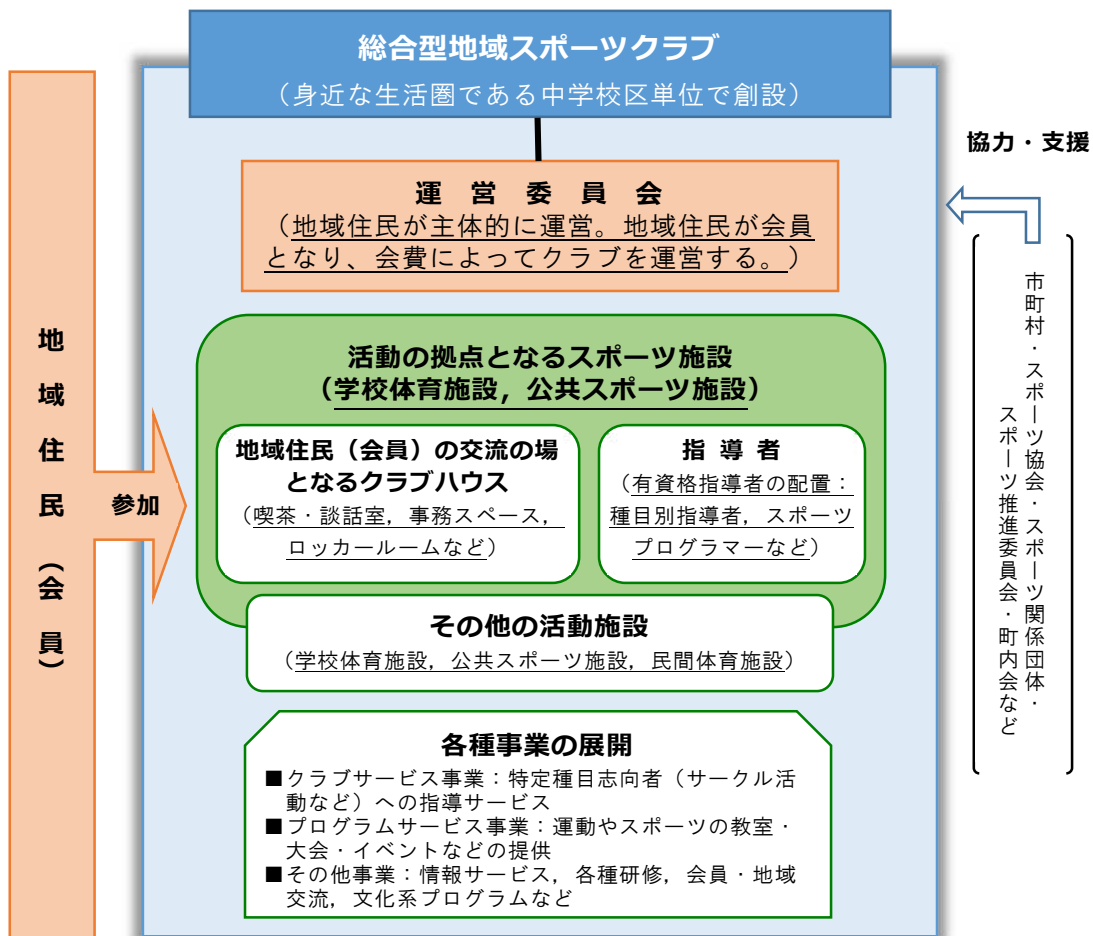 総合型地域スポーツクラブ
（身近な生活圏である中学校区単位で創設）
協力・支援
運営委員会
（地域住民が主体的に運営。地域住民が会員
となり、会費によってクラブを運営する。）
地域住民（会員）
参加
活動の拠点となるスポーツ施設
（学校体育施設，公共スポーツ施設）
地域住民（会員）の交流の場
となるクラブハウス
（喫茶・談話室，事務スペース，
ロッカールームなど）
指導者
（有資格指導者の配置：
種目別指導者，スポーツ
プログラマーなど）
その他の活動施設
（学校体育施設，公共スポーツ施設，民間体育施設）
各種事業の展開
■クラブサービス事業：特定種目志向者（サークル活
動など）への指導サービス
■プログラムサービス事業：運動やスポーツの教室・
大会・イベントなどの提供
■その他事業：情報サービス，各種研修，会員・地域
交流，文化系プログラムなど
市町村・スポーツ協会・スポーツ関係団体・
スポーツ推進委員会・町内会など